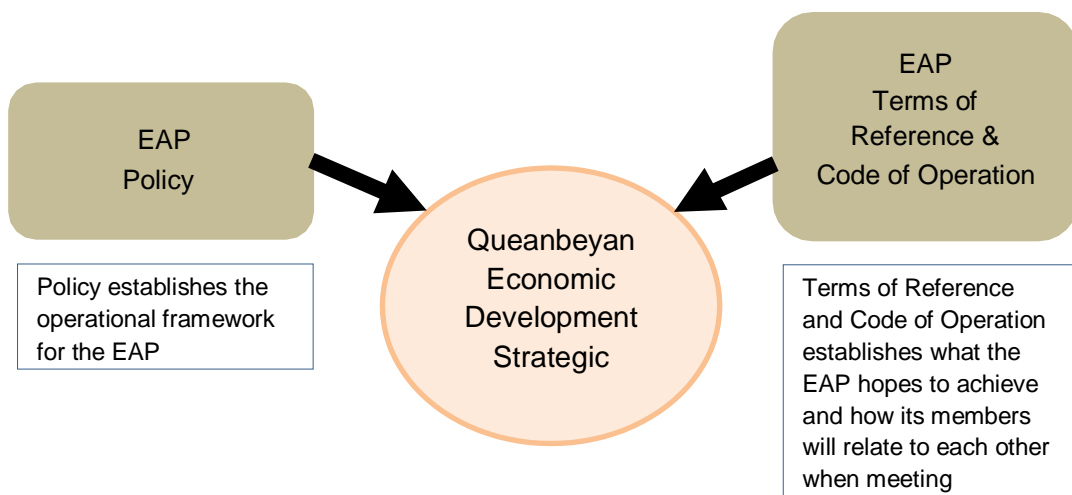 EAP
Policy
EAP
Terms of
Reference &
Code of Operation
Queanbeyan
Economic
Development
Strategic
Policy establishes the
operational framework
for the EAP
Terms of Reference
and Code of Operation
establishes what the
EAP hopes to achieve
and how its members
will relate to each other
when meeting